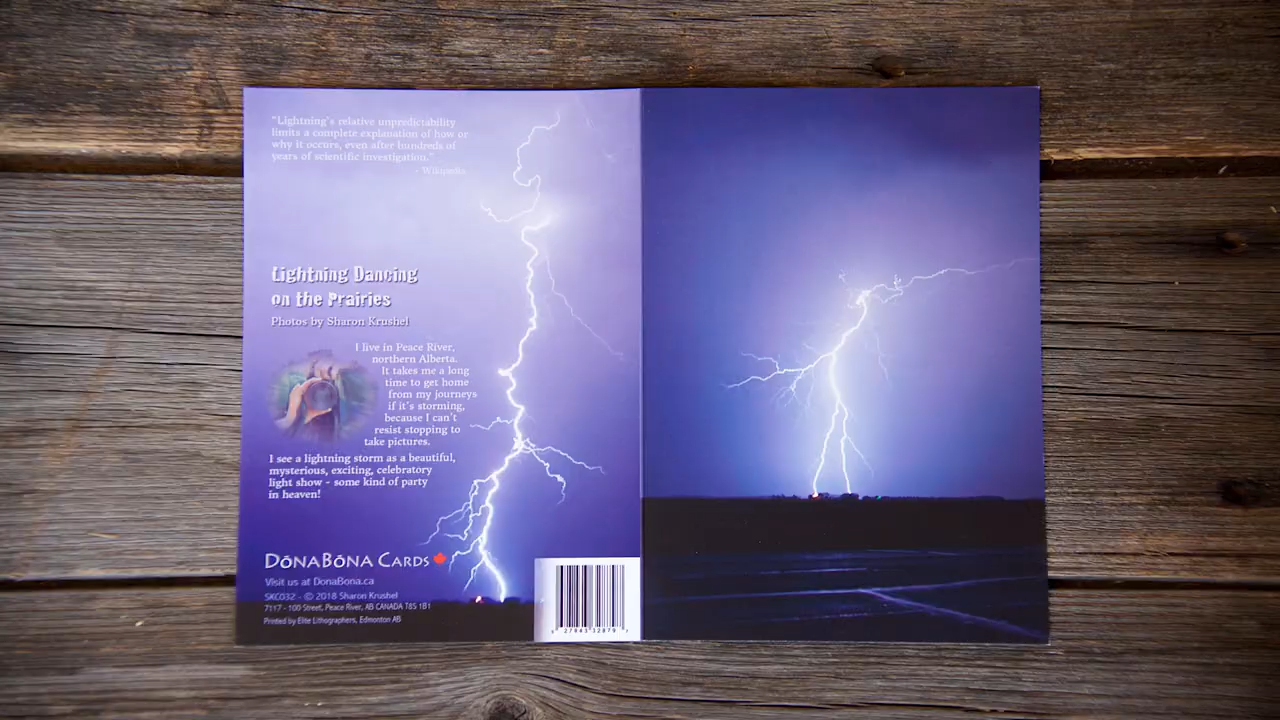 "Lightning's relative unpredictability
limits a complete explanation of how or
why it occurs, even after hundreds of
years of scientific investigation."
- Wikipedia
Lightning Dancing
on the Prairies
Photos by Sharon Krushel
I live in Peace River,
northern Alberta.
It takes me a long
time to get home
from my journeys
if it's storming,
because I can't
resist stopping to
take pictures.
I see a lightning storm as a beautiful,
mysterious, exciting, celebratory
light show - some kind of party
in heaven!
DŌNABŌNA CARDS
Visit us at DonaBona.ca
SKC032 - © 2018 Sharon Krushel
7117 - 100 Street, Peace River, AB CANADA T8S 1B1
Printed by Elite Lithographers, Edmonton AB